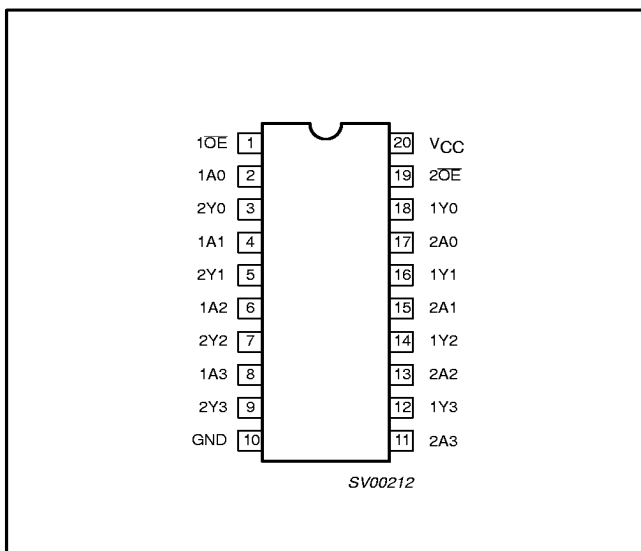 1O̅E̅ 1 20 VCC
1A0 2 19 2O̅E̅
2Y0 3 18 1Y0
1A1 4 17 2A0
2Y1 5 16 1Y1
1A2 6 15 2A1
2Y2 7 14 1Y2
1A3 8 13 2A2
2Y3 9 12 1Y3
GND 10 11 2A3
SV00212